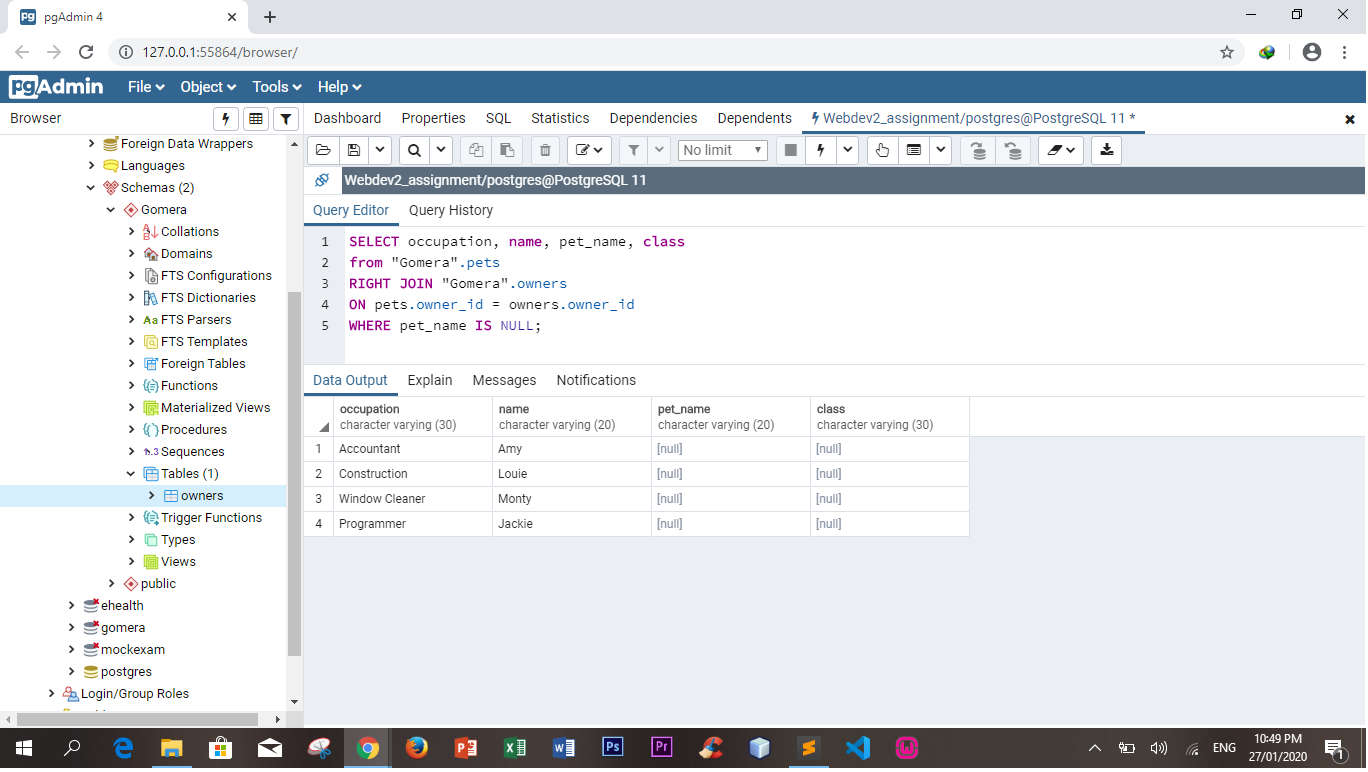 pgAdmin 4
127.0.0.1:55864/browser/
pgAdmin File Object Tools Help
Browser
Dashboard Properties SQL Statistics Dependencies Dependents Webdev2_assignment/postgres@PostgreSQL 11 *
No limit
Webdev2_assignment/postgres@PostgreSQL 11
Query Editor Query History
1 SELECT occupation, name, pet_name, class
2 from "Gomera".pets
3 RIGHT JOIN "Gomera".owners
4 ON pets.owner_id = owners.owner_id
5 WHERE pet_name IS NULL;
Data Output Explain Messages Notifications
occupation name pet_name class
character varying (30) character varying (20) character varying (20) character varying (30)
1 Accountant Amy [null] [null]
2 Construction Louie [null] [null]
3 Window Cleaner Monty [null] [null]
4 Programmer Jackie [null] [null]
Foreign Data Wrappers
Languages
Schemas (2)
Gomera
Collations
Domains
FTS Configurations
FTS Dictionaries
Aa FTS Parsers
FTS Templates
Foreign Tables
Functions
Materialized Views
Procedures
1..3 Sequences
Tables (1)
owners
Trigger Functions
Types
Views
public
ehealth
gomera
mockexam
postgres
Login/Group Roles
Ps Pr
ENG
10:49 PM
27/01/2020
1